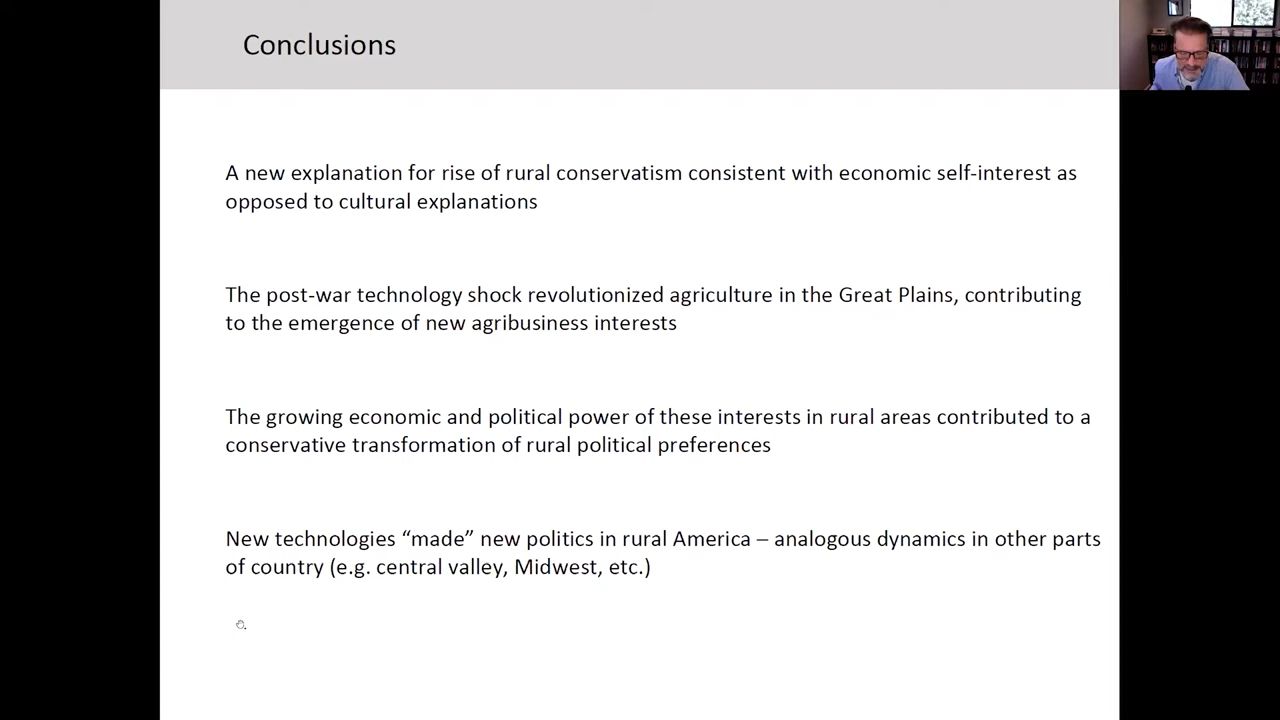 Conclusions
A new explanation for rise of rural conservatism consistent with economic self-interest as
opposed to cultural explanations
The post-war technology shock revolutionized agriculture in the Great Plains, contributing
to the emergence of new agribusiness interests
The growing economic and political power of these interests in rural areas contributed to a
conservative transformation of rural political preferences
New technologies “made” new politics in rural America – analogous dynamics in other parts
of country (e.g. central valley, Midwest, etc.)